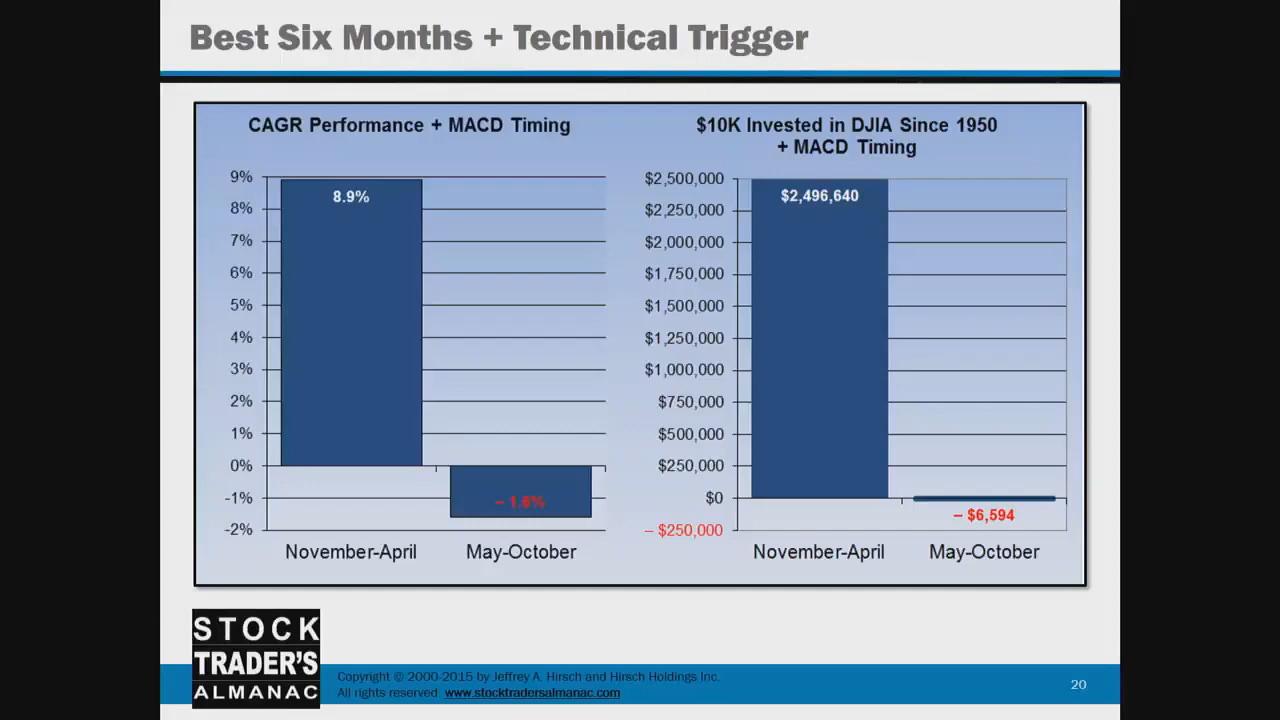 Best Six Months + Technical Trigger
CAGR Performance + MACD Timing
9%
8%
7%
6%
5%
4%
3%
2%
1%
0%
-1%
-2%
8.9%
– 1.6%
November-April
May-October
$10K Invested in DJIA Since 1950
+ MACD Timing
$2,500,000
$2,250,000
$2,000,000
$1,750,000
$1,500,000
$1,250,000
$1,000,000
$750,000
$500,000
$250,000
$0
– $250,000
$2,496,640
– $6,594
November-April
May-October
STOCK
TRADER'S
ALMANAC
Copyright © 2000-2015 by Jeffrey A. Hirsch and Hirsch Holdings Inc.
All rights reserved. www.stocktradersalmanac.com
20